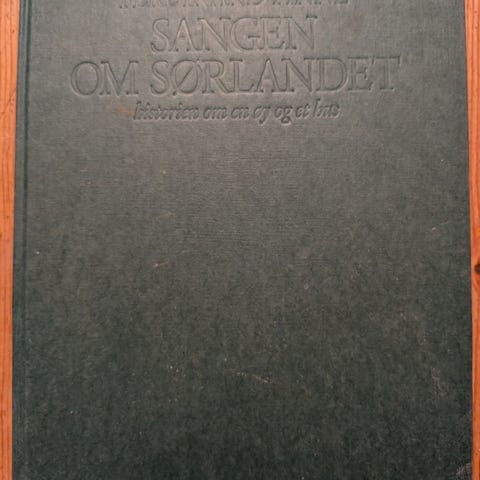 SANGEN
OM SØRLANDET
historien om en øy og et hus